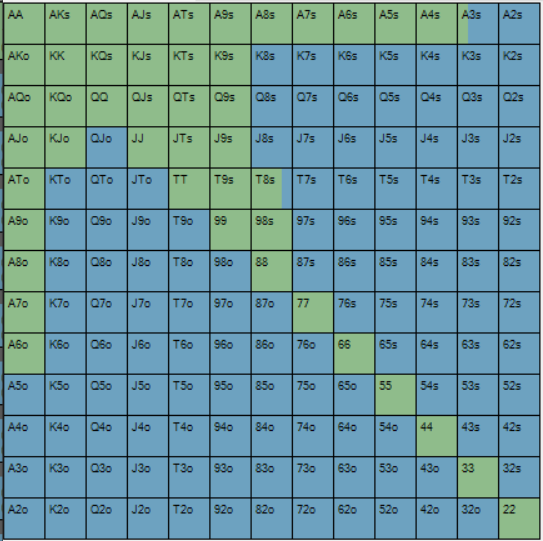 AA AKs AQs AJs ATs A9s A8s A7s A6s A5s A4s A3s A2s
AKo KK KQs KJs KTs K9s K8s K7s K6s K5s K4s K3s K2s
AQo KQo QQ QJs QTs Q9s Q8s Q7s Q6s Q5s Q4s Q3s Q2s
AJo KJo QJo JJ JTs J9s J8s J7s J6s J5s J4s J3s J2s
ATo KTo QTo JTo TT T9s T8s T7s T6s T5s T4s T3s T2s
A9o K9o Q9o J9o T9o 99 98s 97s 96s 95s 94s 93s 92s
A8o K8o Q8o J8o T8o 98o 88 87s 86s 85s 84s 83s 82s
A7o K7o Q7o J7o T7o 97o 87o 77 76s 75s 74s 73s 72s
A6o K6o Q6o J6o T6o 96o 86o 76o 66 65s 64s 63s 62s
A5o K5o Q5o J5o T5o 95o 85o 75o 65o 55 54s 53s 52s
A4o K4o Q4o J4o T4o 94o 84o 74o 64o 54o 44 43s 42s
A3o K3o Q3o J3o T3o 93o 83o 73o 63o 53o 43o 33 32s
A2o K2o Q2o J2o T2o 92o 82o 72o 62o 52o 42o 32o 22